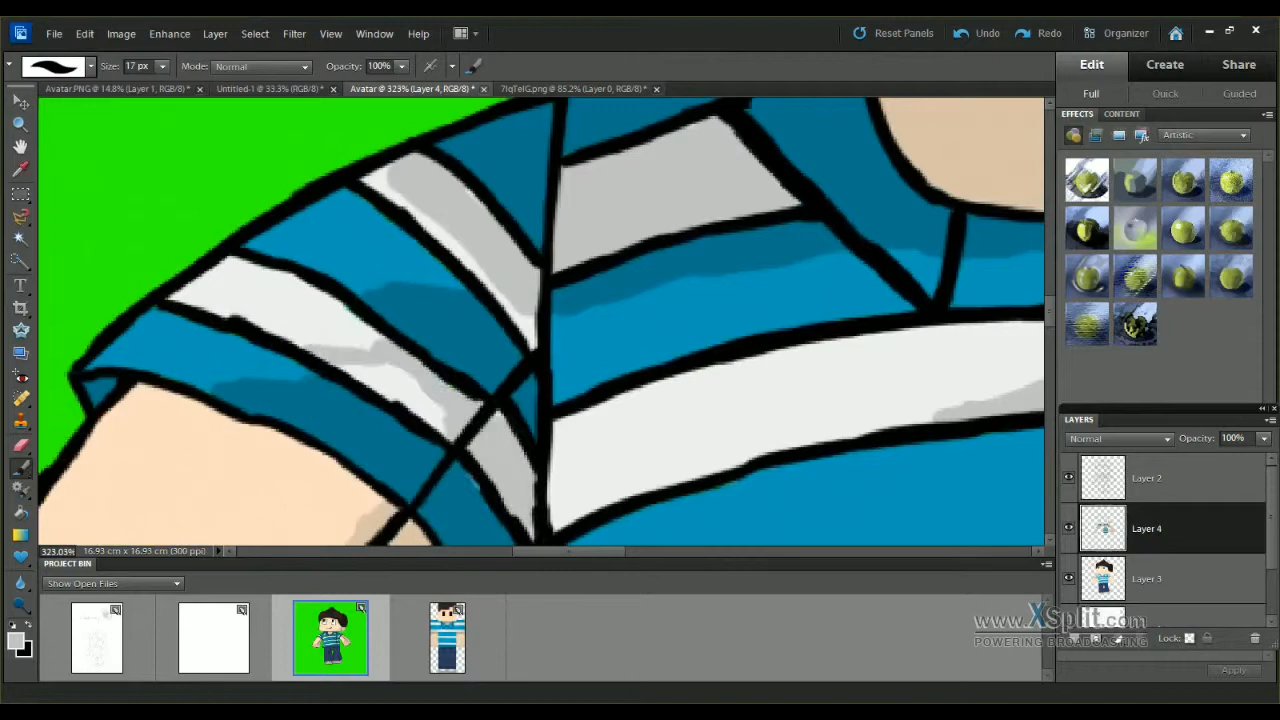 File Edit Image Enhance Layer Select Filter View Window Help Reset Panels Undo Redo Organizer
Size: 17 px Mode: Normal Opacity: 100% Edit Create Share
Avatar.PNG @ 14.8% (Layer 1, RGB/8) * Untitled-1 @ 33.3% (RGB/8) * Avatar @ 323% (Layer 4, RGB/8) * 7IqTeIG.png @ 85.2% (Layer 0, RGB/8) * Full Quick Guided
EFFECTS CONTENT
Artistic
LAYERS
Normal Opacity: 100%
Layer 2
Layer 4
Layer 3
323.03% 16.93 cm x 16.93 cm (300 ppi)
PROJECT BIN
Show Open Files
www.XSplit.com
POWERING BROADCASTING
Lock:
Apply